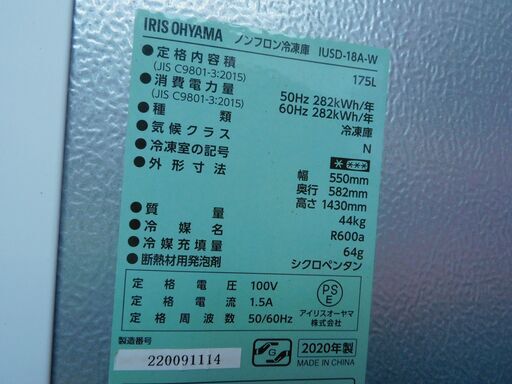 IRIS OHYAMA ノンフロン冷凍庫 IUSD-18A-W
●定格内容積 175L
(JIS C9801-3:2015)
●消費電力量 50Hz 282kWh/年
(JIS C9801-3:2015) 60Hz 282kWh/年
●種類 冷凍庫
●気候クラス N
●冷凍室の記号 * ***
●外形寸法 幅 550mm
奥行 582mm
高さ 1430mm
●質量 44kg
●冷媒名 R600a
●冷媒充填量 64g
●断熱材用発泡剤 シクロペンタン
定格電圧 100V
定格電流 1.5A
定格周波数 50/60Hz
PS
E
アイリスオーヤマ
株式会社
製造番号
220091114
G
2020年製
MADE IN CHINA